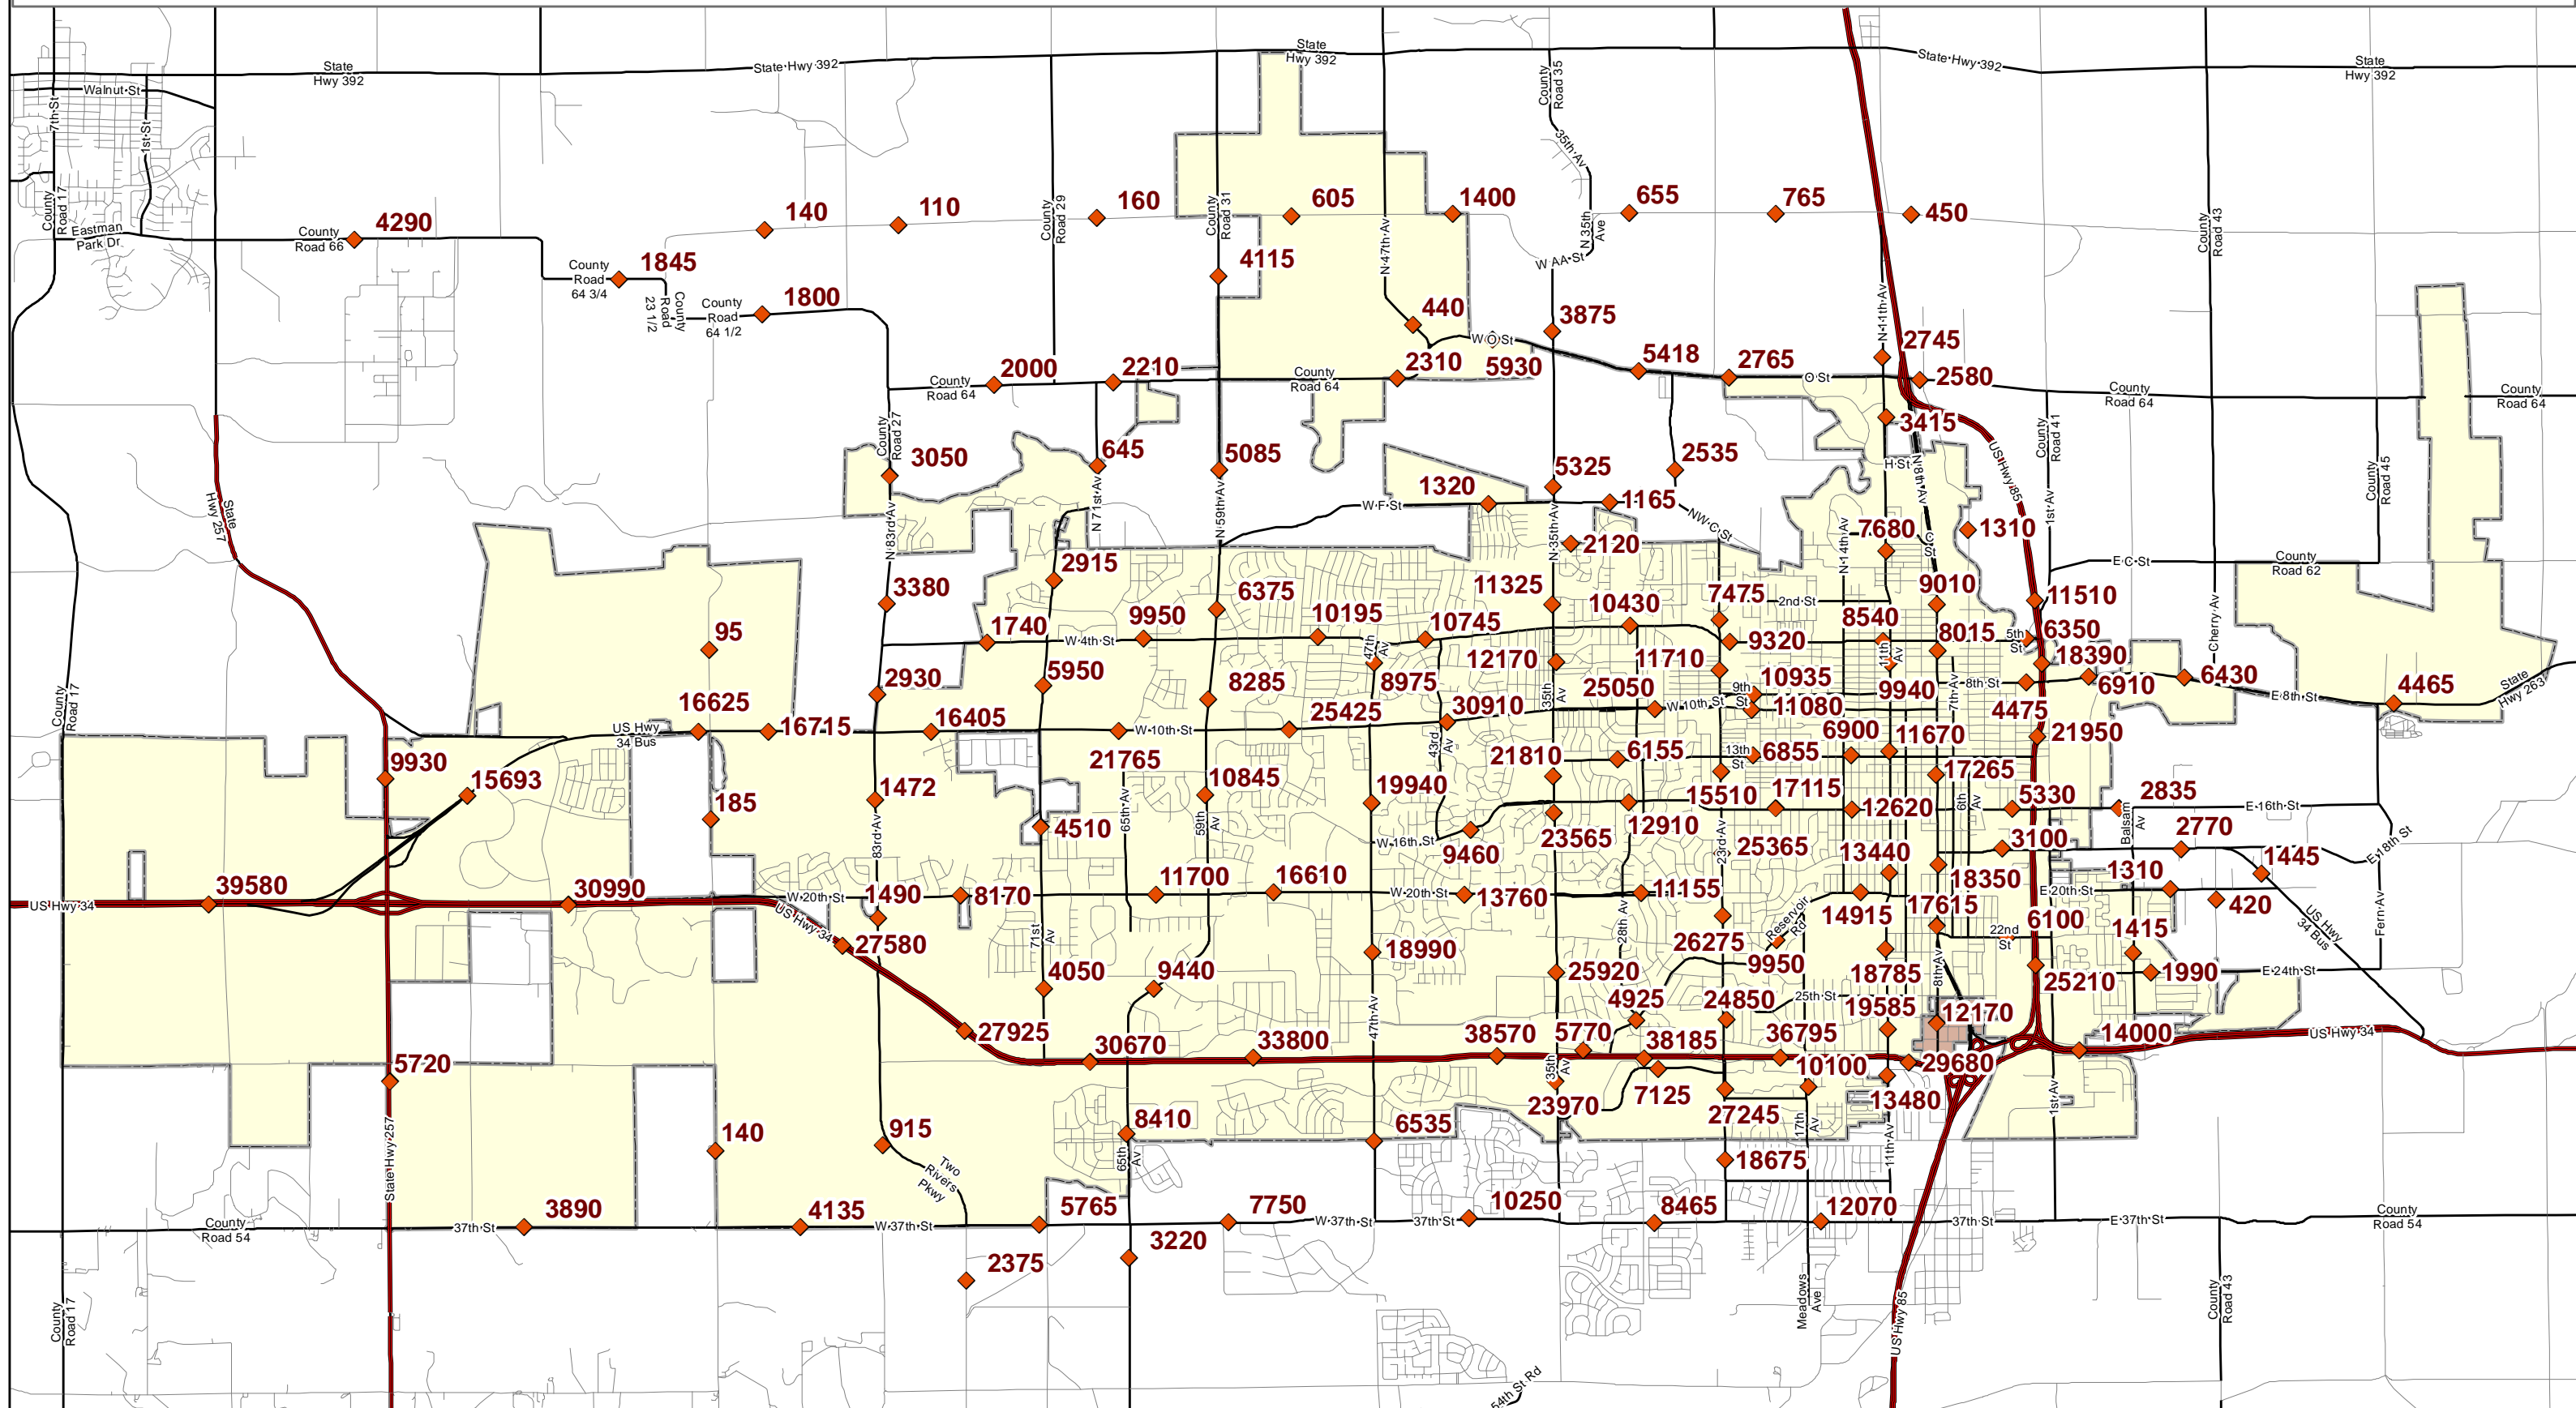 State
Hwy 392
State Hwy 392
State
Hwy 392
State Hwy 392
State
Hwy 392
Walnut St
7th St
1st St
County
Road 17
Eastman
Park Dr
County
Road 66
4290
140
110
160
605
1400
655
765
450
County
Road 29
County
Road 31
N 47th Av
County
Road 35
35th Av
N 35th
Ave
W AA St
County
Road 43
1845
County
Road
64 3/4
County
Road
23 1/2
County
Road
64 1/2
1800
4115
440
3875
N 11th Av
2745
W O St
2000
2210
2310
5930
5418
2765
O St
2580
County
Road 64
County
Road 64
County
Road 64
County
Road 64
County
Road 27
3050
645
5085
5325
2535
3415
H St
N 8th Av
US Hwy 85
County
Road 41
County
Road 45
State
Hwy 257
N 83rd Av
N 71st Av
N 59th Av
1320
W F St
1165
NW C St
2120
N 35th Av
N 14th Av
7680
C
St
1310
1st Av
E C St
County
Road 62
2915
3380
6375
11325
7475
2nd St
9010
11510
1740
W 4th St
9950
10195
10745
10430
9320
8540
8015
5th
St
6350
Cherry Av
95
47th
Av
12170
11710
11th
Av
18390
2930
5950
8285
8975
25050
9th
St
10935
9940
8th St
6910
6430
E 8th St
4465
State
Hwy 263
County
Road 17
16625
16715
16405
25425
30910
35th
Av
W 10th St
St
11080
7th Av
4475
US Hwy
34 Bus
W 10th St
43rd
Av
6900
11670
21950
9930
15693
21765
21810
6155
13th
St
6855
10845
1472
185
65th Av
59th
Av
19940
15510
17115
12620
17265
6th
Av
5330
2835
E 16th St
83rd Av
4510
W 16th St
9460
23565
12910
23rd Av
25365
13440
3100
Balsam
Av
2770
E 18th St
1445
39580
US Hwy 34
30990
W 20th St
1490
8170
11700
16610
W 20th St
13760
11155
18350
E 20th St
1310
420
US Hwy 34
27580
71st
Av
28th Av
Reservoir
Rd
14915
17615
6100
22nd
St
1415
US Hwy
34 Bus
Fern Av
4050
9440
18990
25920
26275
9950
18785
8th Av
25210
1990
E 24th St
27925
47th Av
4925
24850
25th St
19585
12170
30670
33800
38570
5770
38185
36795
14000
US Hwy 34
5720
35th
Av
7125
10100
29680
23970
27245
13480
1st Av
State Hwy 257
140
915
8410
6535
65th
Av
17th
Av
11th Av
18675
Two
Rivers
Pkwy
County
Road 54
37th St
3890
4135
W 37th St
5765
7750
W 37th St
37th St
10250
8465
12070
37th St
E 37th St
County
Road 54
3220
2375
County
Road 17
Meadows
Ave
US Hwy 85
County
Road 43
54th St Rd